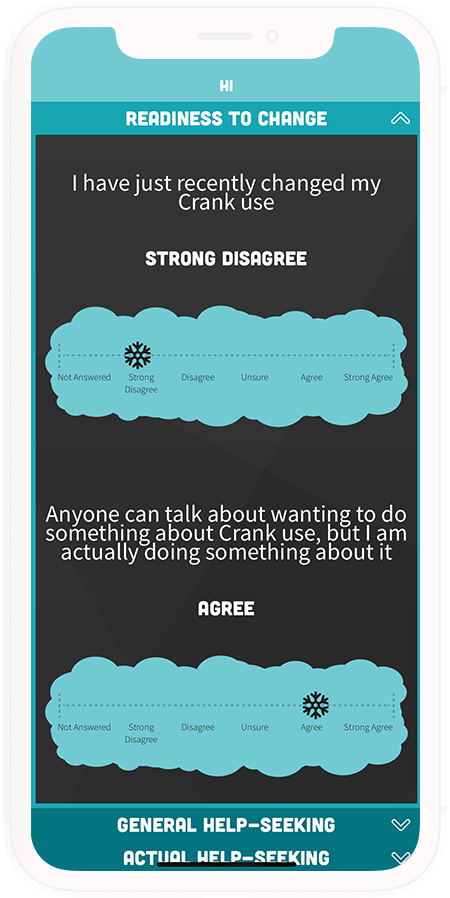 HI
READINESS TO CHANGE
I have just recently changed my
Crank use
STRONG DISAGREE
Not Answered Strong Disagree Unsure Agree Strong Agree
Disagree
Anyone can talk about wanting to do
something about Crank use, but I am
actually doing something about it
AGREE
Not Answered Strong Disagree Unsure Agree Strong Agree
Disagree
GENERAL HELP-SEEKING
ACTUAL HELP-SEEKING